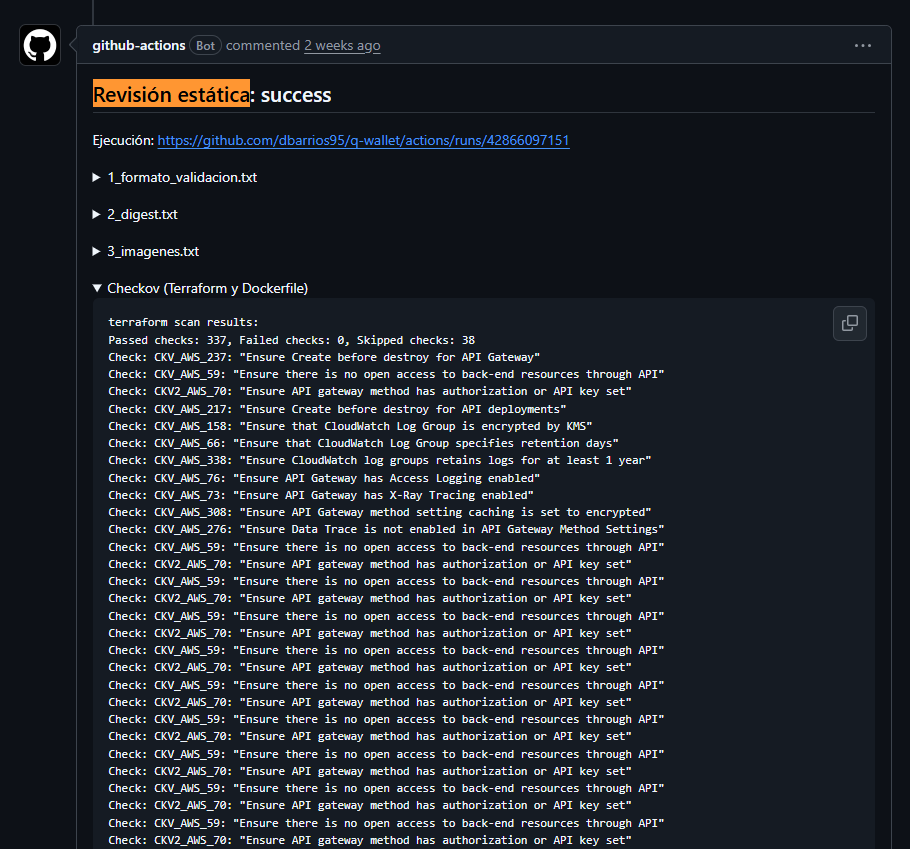 github-actions Bot commented 2 weeks ago
Revisión estática: success
Ejecución: https://github.com/dbarrios95/q-wallet/actions/runs/42866097151
1_formato_validacion.txt
2_digest.txt
3_imagenes.txt
Checkov (Terraform y Dockerfile)
terraform scan results:
Passed checks: 337, Failed checks: 0, Skipped checks: 38
Check: CKV_AWS_237: "Ensure Create before destroy for API Gateway"
Check: CKV_AWS_59: "Ensure there is no open access to back-end resources through API"
Check: CKV2_AWS_70: "Ensure API gateway method has authorization or API key set"
Check: CKV_AWS_217: "Ensure Create before destroy for API deployments"
Check: CKV_AWS_158: "Ensure that CloudWatch Log Group is encrypted by KMS"
Check: CKV_AWS_66: "Ensure that CloudWatch Log Group specifies retention days"
Check: CKV_AWS_338: "Ensure CloudWatch log groups retains logs for at least 1 year"
Check: CKV_AWS_76: "Ensure API Gateway has Access Logging enabled"
Check: CKV_AWS_73: "Ensure API Gateway has X-Ray Tracing enabled"
Check: CKV_AWS_308: "Ensure API Gateway method setting caching is set to encrypted"
Check: CKV_AWS_276: "Ensure Data Trace is not enabled in API Gateway Method Settings"
Check: CKV_AWS_59: "Ensure there is no open access to back-end resources through API"
Check: CKV2_AWS_70: "Ensure API gateway method has authorization or API key set"
Check: CKV_AWS_59: "Ensure there is no open access to back-end resources through API"
Check: CKV2_AWS_70: "Ensure API gateway method has authorization or API key set"
Check: CKV_AWS_59: "Ensure there is no open access to back-end resources through API"
Check: CKV2_AWS_70: "Ensure API gateway method has authorization or API key set"
Check: CKV_AWS_59: "Ensure there is no open access to back-end resources through API"
Check: CKV2_AWS_70: "Ensure API gateway method has authorization or API key set"
Check: CKV_AWS_59: "Ensure there is no open access to back-end resources through API"
Check: CKV2_AWS_70: "Ensure API gateway method has authorization or API key set"
Check: CKV_AWS_59: "Ensure there is no open access to back-end resources through API"
Check: CKV2_AWS_70: "Ensure API gateway method has authorization or API key set"
Check: CKV_AWS_59: "Ensure there is no open access to back-end resources through API"
Check: CKV2_AWS_70: "Ensure API gateway method has authorization or API key set"
Check: CKV_AWS_59: "Ensure there is no open access to back-end resources through API"
Check: CKV2_AWS_70: "Ensure API gateway method has authorization or API key set"
Check: CKV_AWS_59: "Ensure there is no open access to back-end resources through API"
Check: CKV2_AWS_70: "Ensure API gateway method has authorization or API key set"